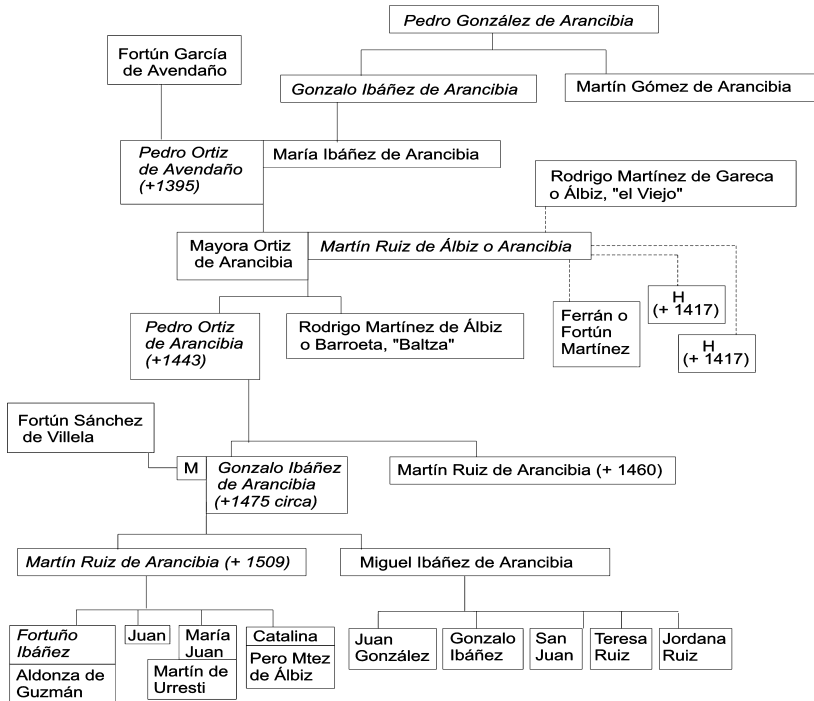 Pedro González de Arancibia
Fortún García
de Avendaño
Gonzalo Ibáñez de Arancibia
Martín Gómez de Arancibia
Pedro Ortiz
de Avendaño
(+1395)
María Ibáñez de Arancibia
Rodrigo Martínez de Gareca
o Álbiz, "el Viejo"
Mayora Ortiz
de Arancibia
Martín Ruiz de Álbiz o Arancibia
Pedro Ortiz
de Arancibia
(+1443)
Rodrigo Martínez de Álbiz
o Barroeta, "Baltza"
Ferrán o
Fortún
Martínez
H
(+ 1417)
H
(+ 1417)
Fortún Sánchez
de Villela
M
Gonzalo Ibáñez
de Arancibia
(+1475 circa)
Martín Ruiz de Arancibia (+ 1460)
Martín Ruiz de Arancibia (+ 1509)
Miguel Ibáñez de Arancibia
Fortuño
Ibáñez
Aldonza de
Guzmán
Juan
María
Juan
Martín de
Urresti
Catalina
Pero Mtez
de Álbiz
Juan
González
Gonzalo
Ibáñez
San
Juan
Teresa
Ruiz
Jordana
Ruiz